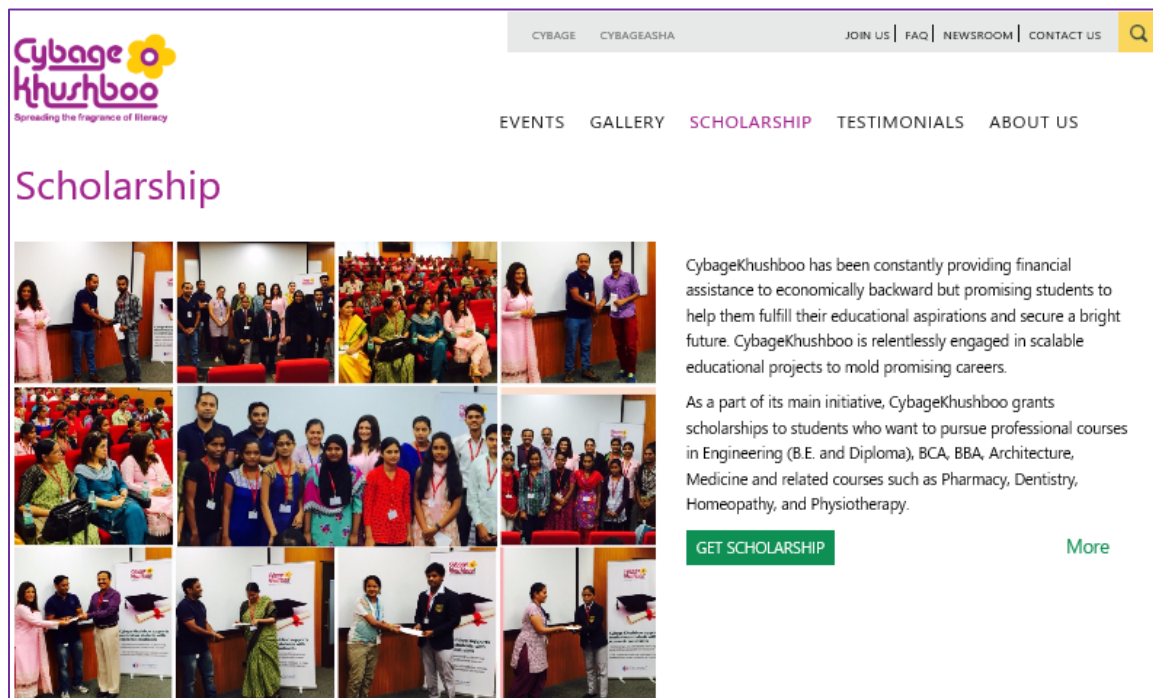 CYBAGE CYBAGEASHA JOIN US | FAQ | NEWSROOM | CONTACT US
Cybage
Khushboo
Spreading the fragrance of literacy
EVENTS GALLERY SCHOLARSHIP TESTIMONIALS ABOUT US
Scholarship
CybageKhushboo has been constantly providing financial
assistance to economically backward but promising students to
help them fulfill their educational aspirations and secure a bright
future. CybageKhushboo is relentlessly engaged in scalable
educational projects to mold promising careers.
As a part of its main initiative, CybageKhushboo grants
scholarships to students who want to pursue professional courses
in Engineering (B.E. and Diploma), BCA, BBA, Architecture,
Medicine and related courses such as Pharmacy, Dentistry,
Homeopathy, and Physiotherapy.
GET SCHOLARSHIP More